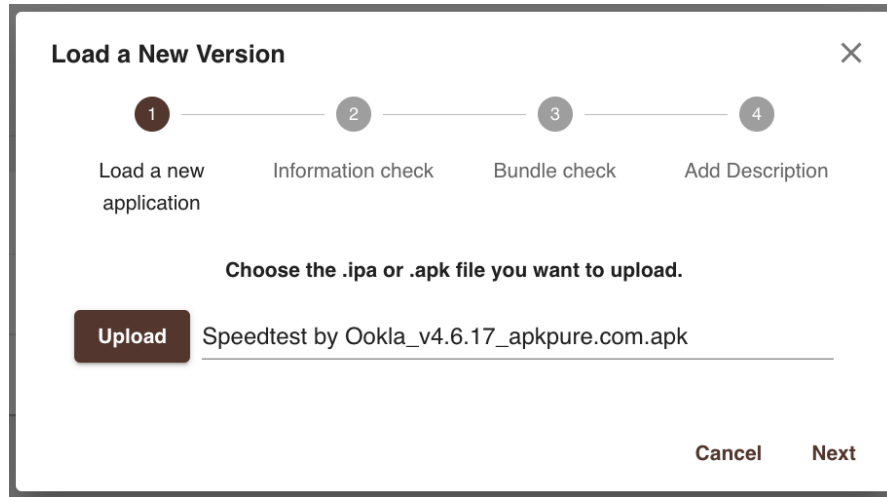 Load a New Version
1
2
3
4
Load a new
application
Information check
Bundle check
Add Description
Choose the .ipa or .apk file you want to upload.
Upload
Speedtest by Ookla_v4.6.17_apkpure.com.apk
Cancel
Next